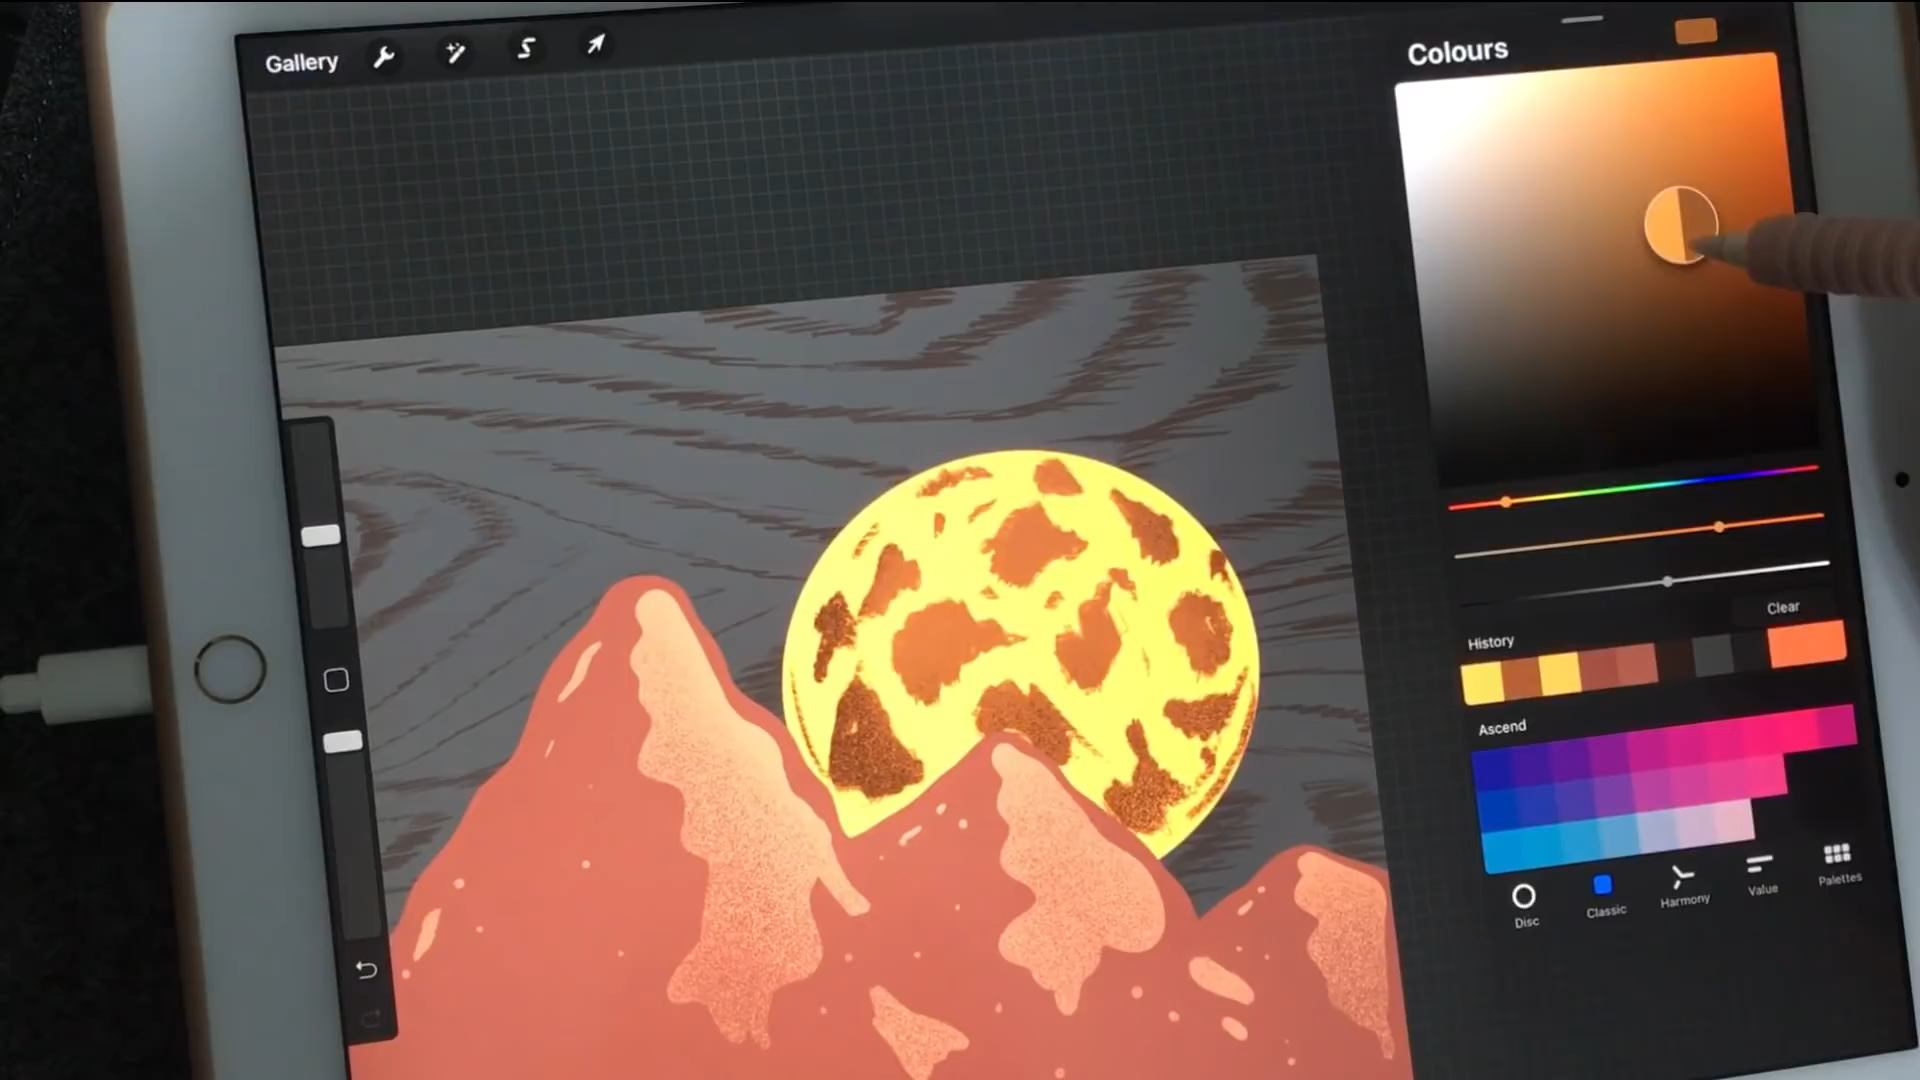 Gallery
Colours
Clear
History
Ascend
Disc
Classic
Harmony
Value
Palettes